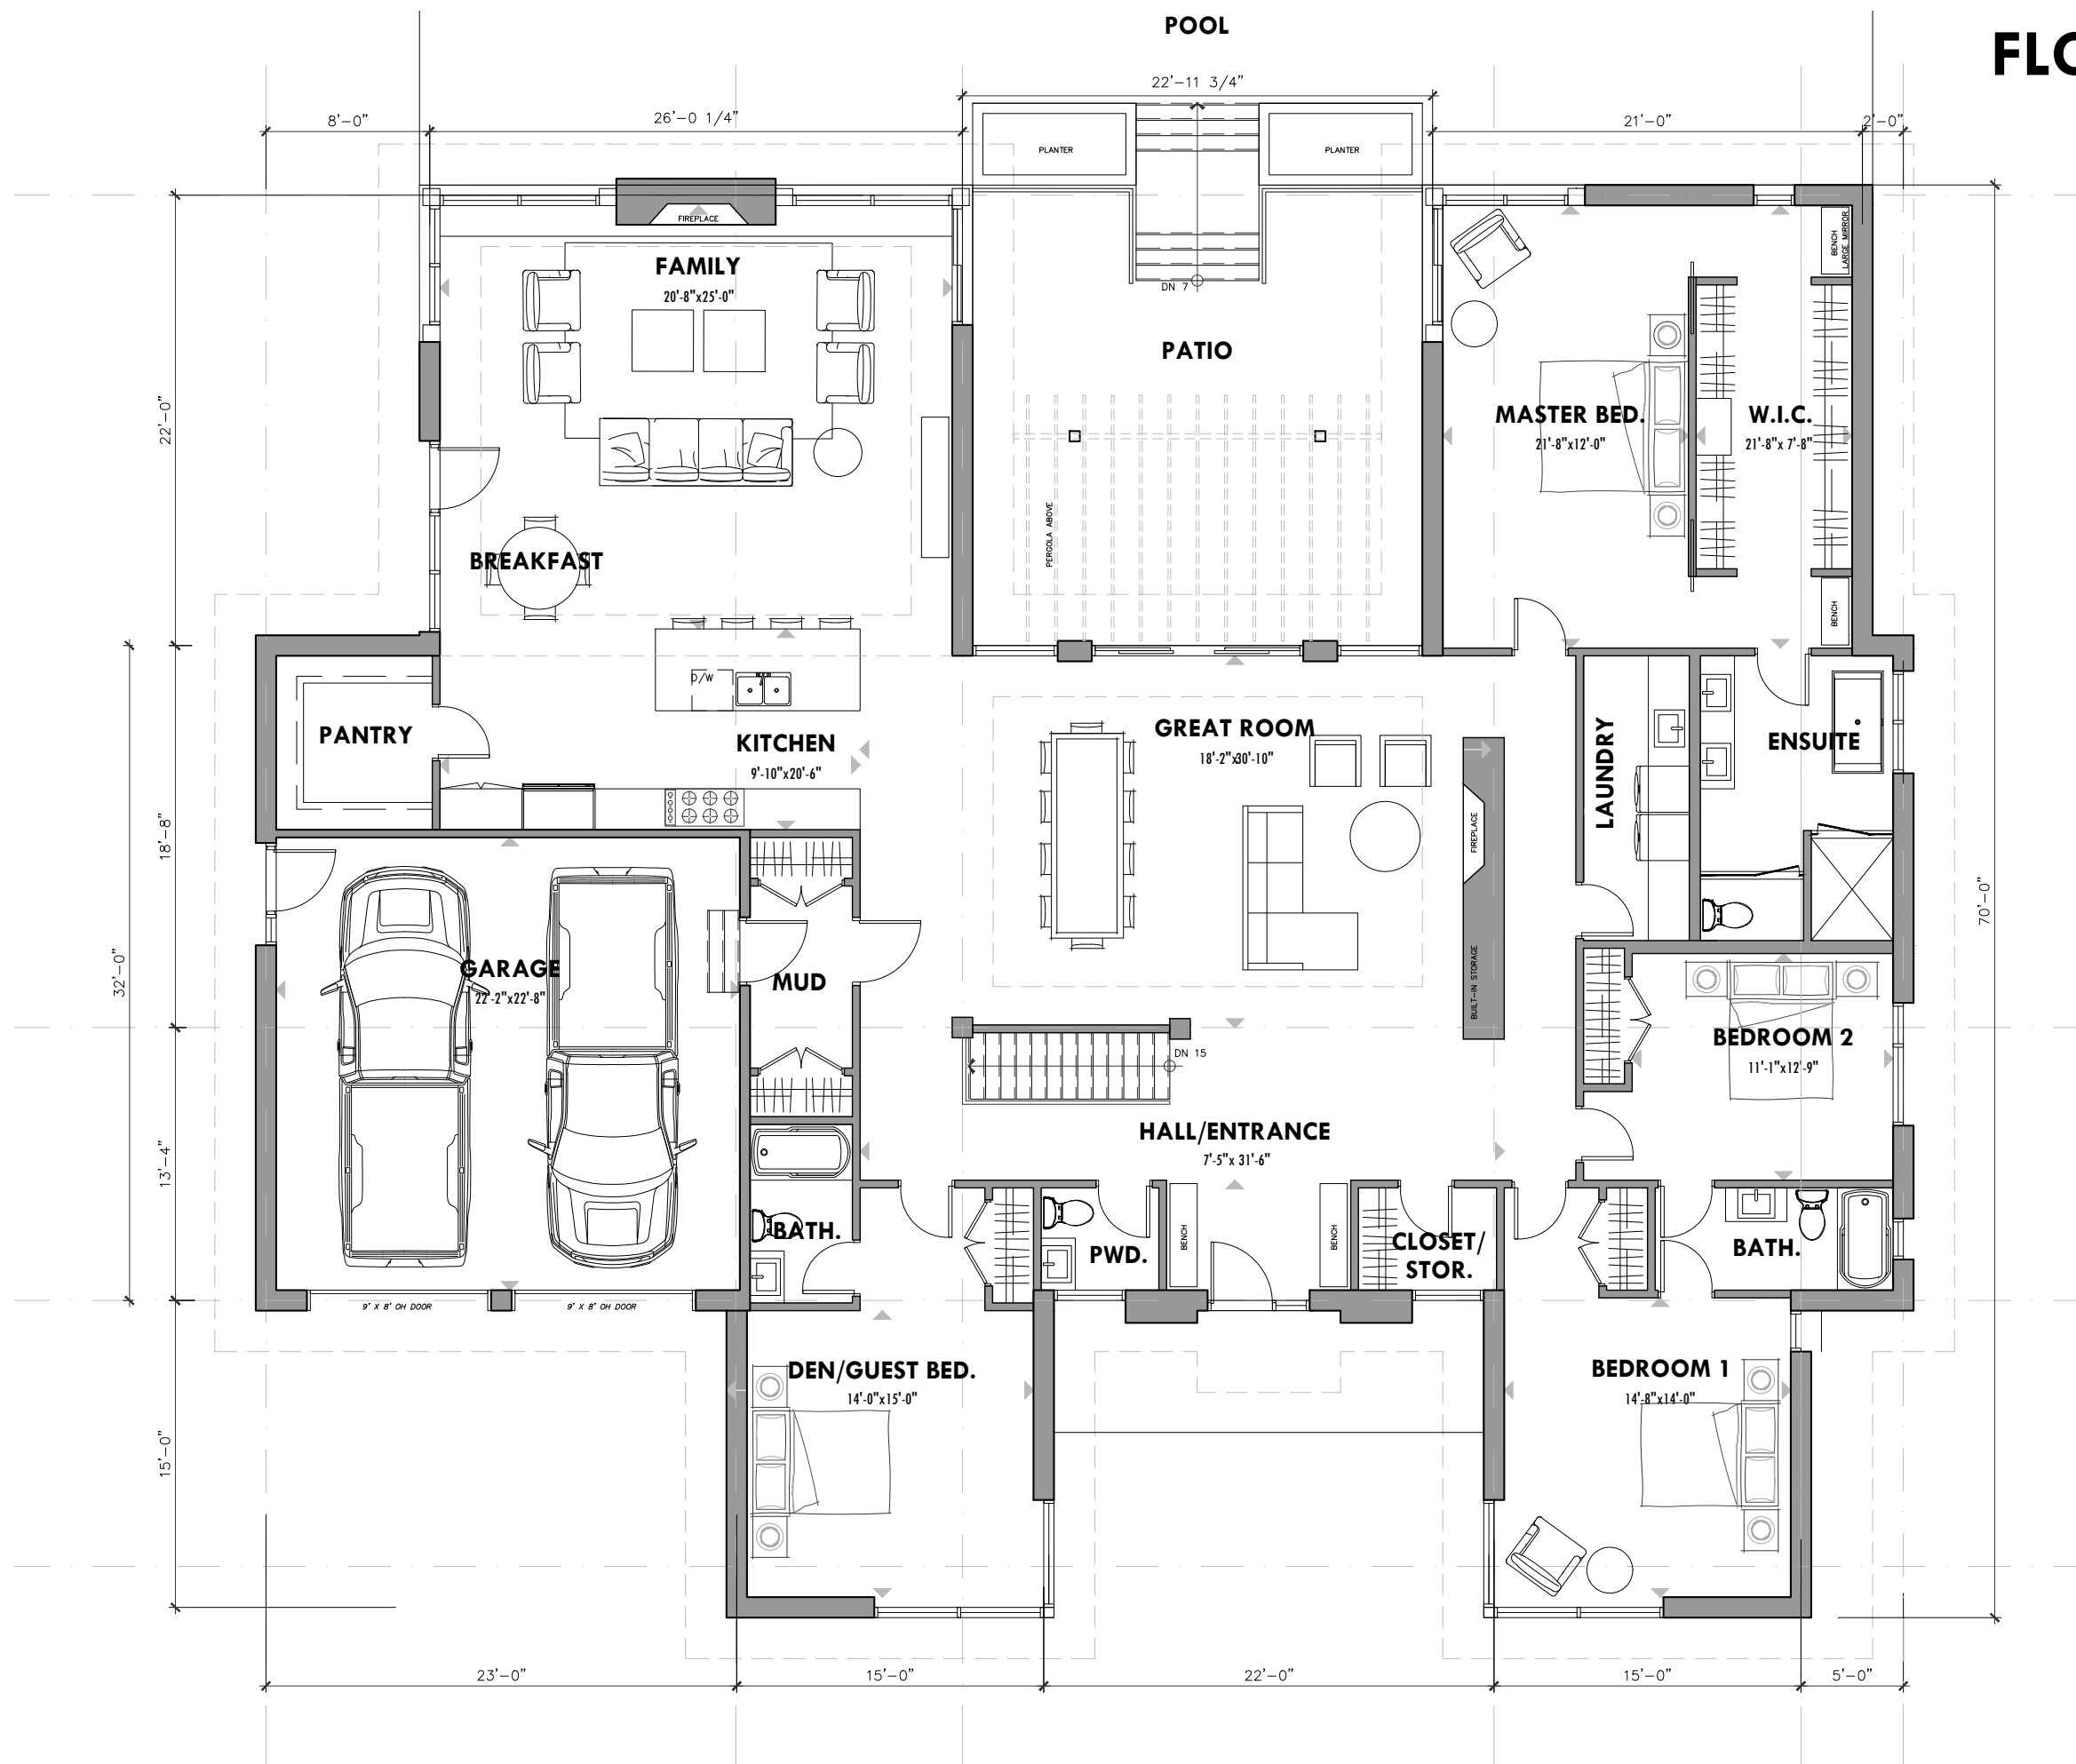 POOL
FLO
22'-11 3/4"
8'-0"
26'-0 1/4"
21'-0"
2'-0"
PLANTER
PLANTER
FIREPLACE
BENCH
LARGE MIRROR
FAMILY
20'-8"x25'-0"
DN 7
PATIO
22'-0"
MASTER BED.
21'-8"x12'-0"
W.I.C.
21'-8"x 7'-8"
PERGOLA ABOVE
BREAKFAST
BENCH
D/W
PANTRY
KITCHEN
9'-10"x20'-6"
GREAT ROOM
18'-2"x30'-10"
LAUNDRY
ENSUITE
18'-8"
FIREPLACE
70'-0"
32'-0"
GARAGE
22'-2"x22'-8"
MUD
BUILT-IN STORAGE
BEDROOM 2
11'-1"x12'-9"
DN 15
HALL/ENTRANCE
7'-5"x 31'-6"
13'-4"
BATH.
PWD.
BENCH
BENCH
CLOSET/
STOR.
BATH.
9' X 8' OH DOOR
9' X 8' OH DOOR
DEN/GUEST BED.
14'-0"x15'-0"
BEDROOM 1
14'-8"x14'-0"
15'-0"
23'-0"
15'-0"
22'-0"
15'-0"
5'-0"